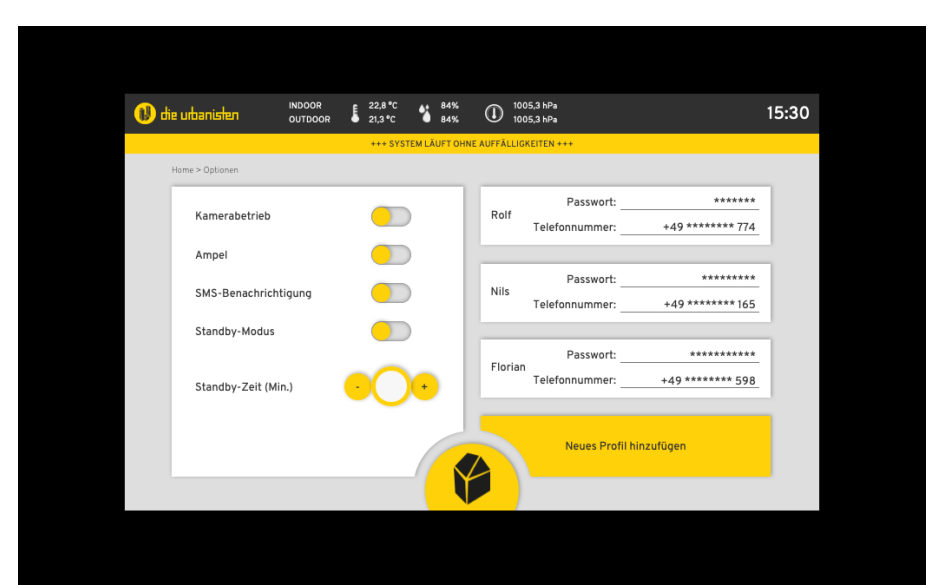 die urbanisten
INDOOR 22,8 °C 84% 1005,3 hPa
OUTDOOR 21,3 °C 84% 1005,3 hPa
15:30
+++ SYSTEM LÄUFT OHNE AUFFÄLLIGKEITEN +++
Home > Optionen
Kamerabetrieb
Ampel
SMS-Benachrichtigung
Standby-Modus
Standby-Zeit (Min.) - +
Rolf
Passwort: *******
Telefonnummer: +49 ******** 774
Nils
Passwort: *********
Telefonnummer: +49 ******** 165
Florian
Passwort: ***********
Telefonnummer: +49 ******** 598
Neues Profil hinzufügen